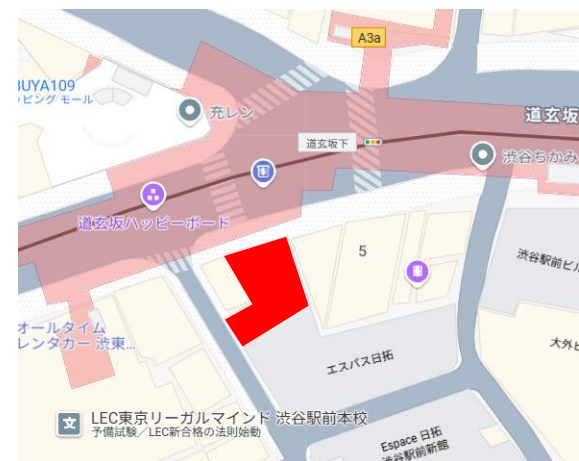 A3a
BUYA109
ッピング モール
充レン
道玄坂
道玄坂下
渋谷ちかみ
道玄坂ハッピーボード
5
渋谷駅前ビル
オールタイム
レンタカー 渋東…
エスパス日拓
大外ビ
LEC東京リーガルマインド 渋谷駅前本校
予備試験／LEC新合格の法則始動
Espace 日拓
渋谷駅前新館